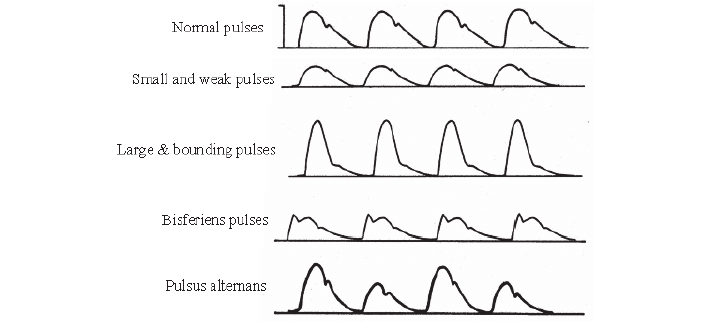 Normal pulses
Small and weak pulses
Large & bounding pulses
Bisferiens pulses
Pulsus alternans